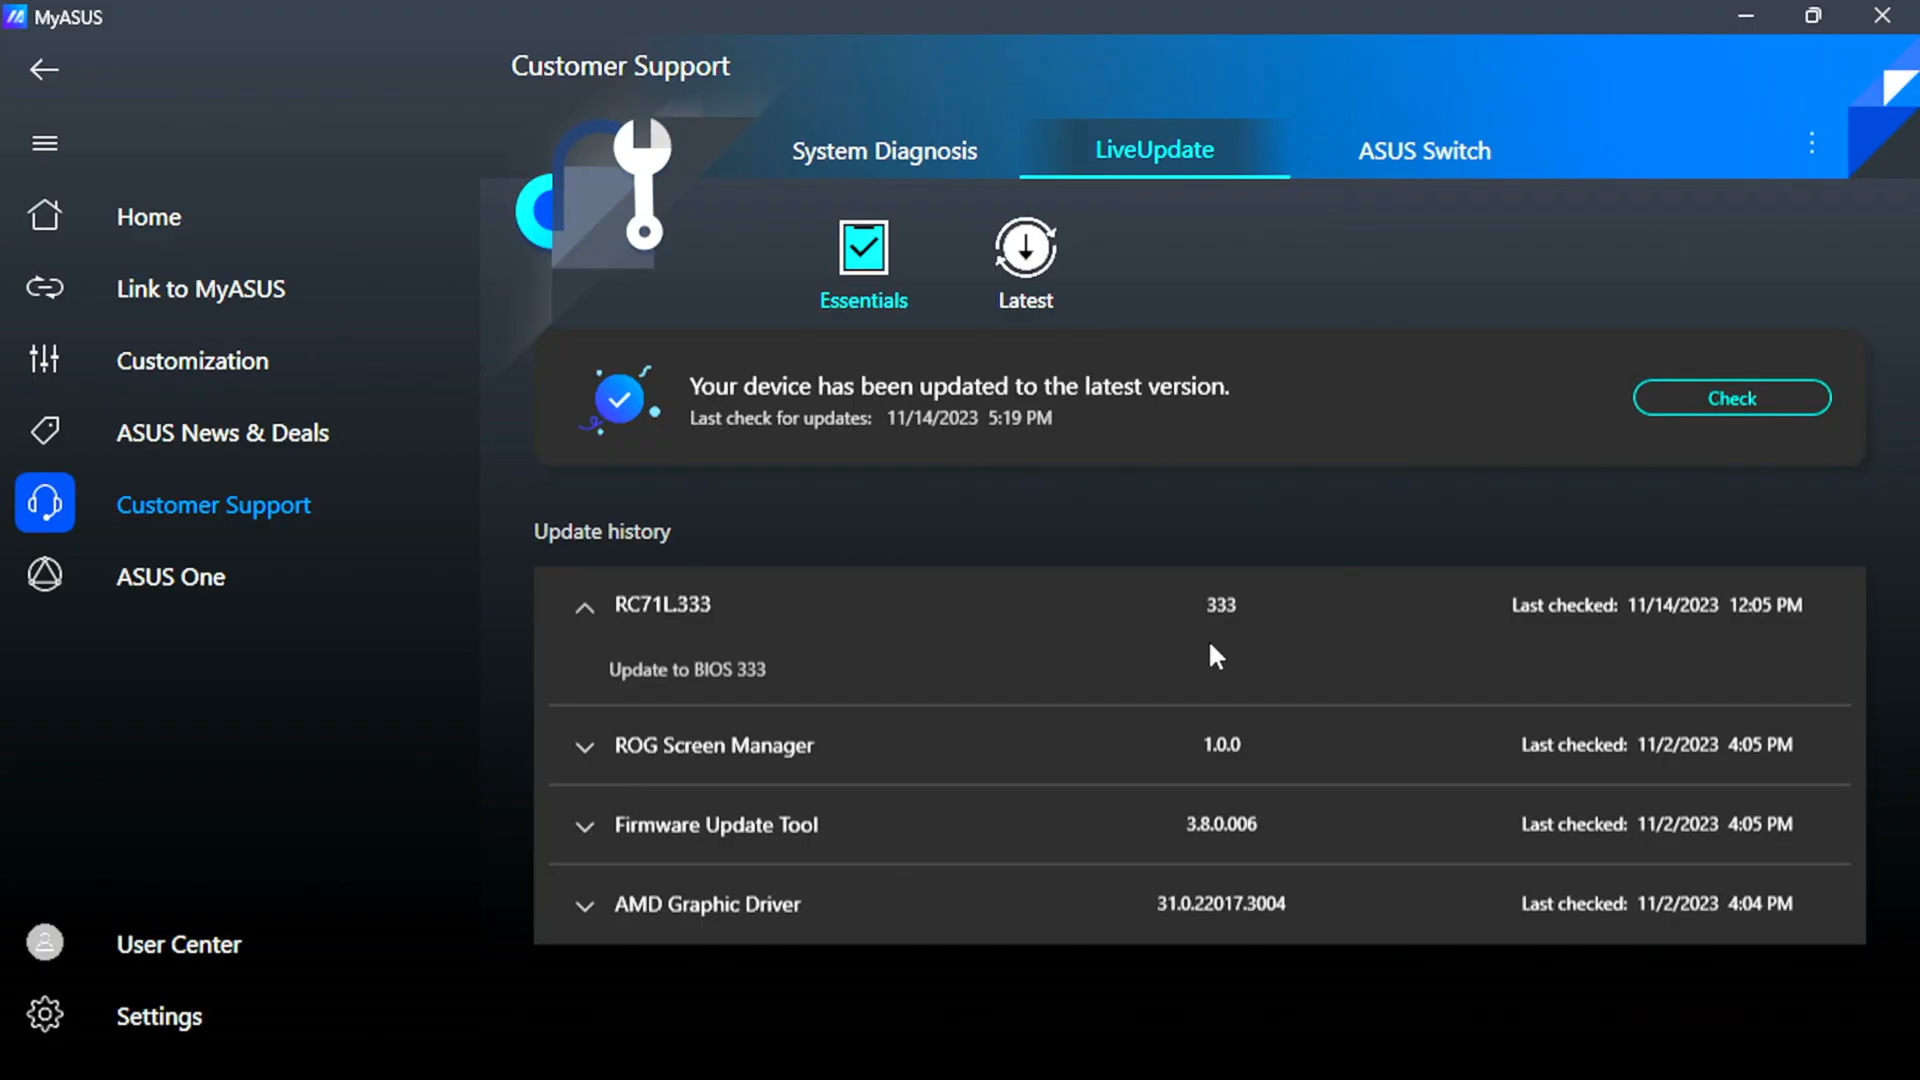 MyASUS
Customer Support
System Diagnosis
LiveUpdate
ASUS Switch
Home
Link to MyASUS
Customization
ASUS News & Deals
Customer Support
ASUS One
User Center
Settings
Essentials
Latest
Your device has been updated to the latest version.
Last check for updates: 11/14/2023 5:19 PM
Check
Update history
RC71L.333 333 Last checked: 11/14/2023 12:05 PM
Update to BIOS 333
ROG Screen Manager 1.0.0 Last checked: 11/2/2023 4:05 PM
Firmware Update Tool 3.8.0.006 Last checked: 11/2/2023 4:05 PM
AMD Graphic Driver 31.0.22017.3004 Last checked: 11/2/2023 4:04 PM